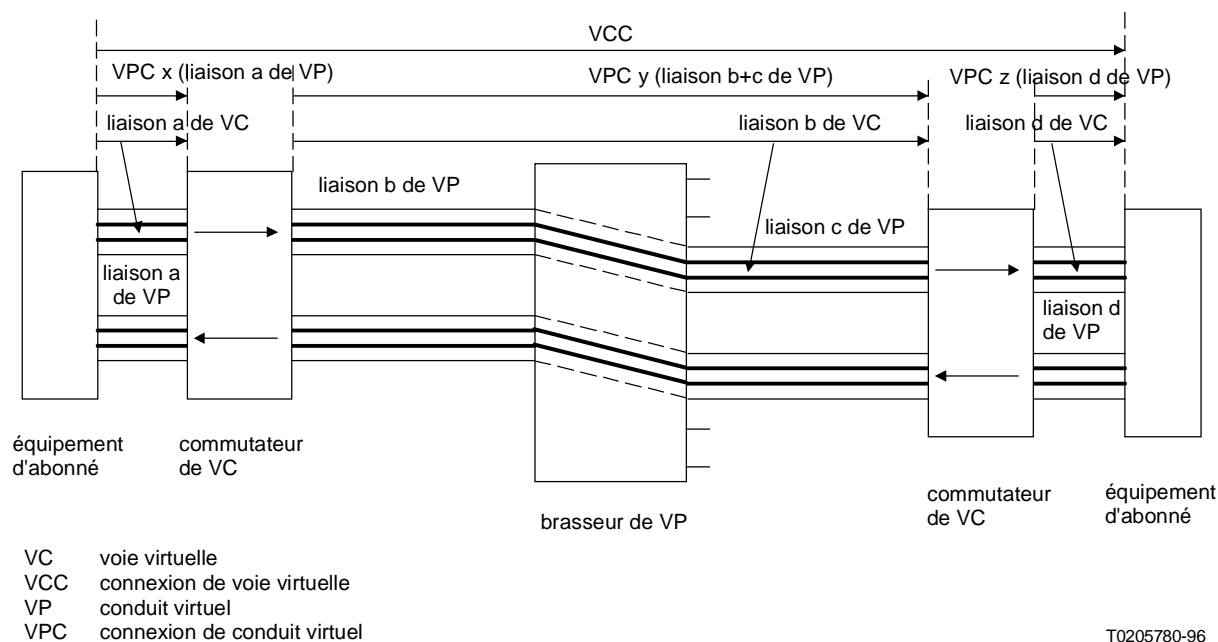 VCC
VPC x (liaison a de VP)
VPC y (liaison b+c de VP)
VPC z (liaison d de VP)
liaison a de VC
liaison b de VC
liaison d de VC
liaison b de VP
liaison c de VP
liaison a
de VP
liaison d
de VP
équipement
d'abonné
commutateur
de VC
brasseur de VP
commutateur
de VC
équipement
d'abonné
VC voie virtuelle
VCC connexion de voie virtuelle
VP conduit virtuel
VPC connexion de conduit virtuel
T0205780-96